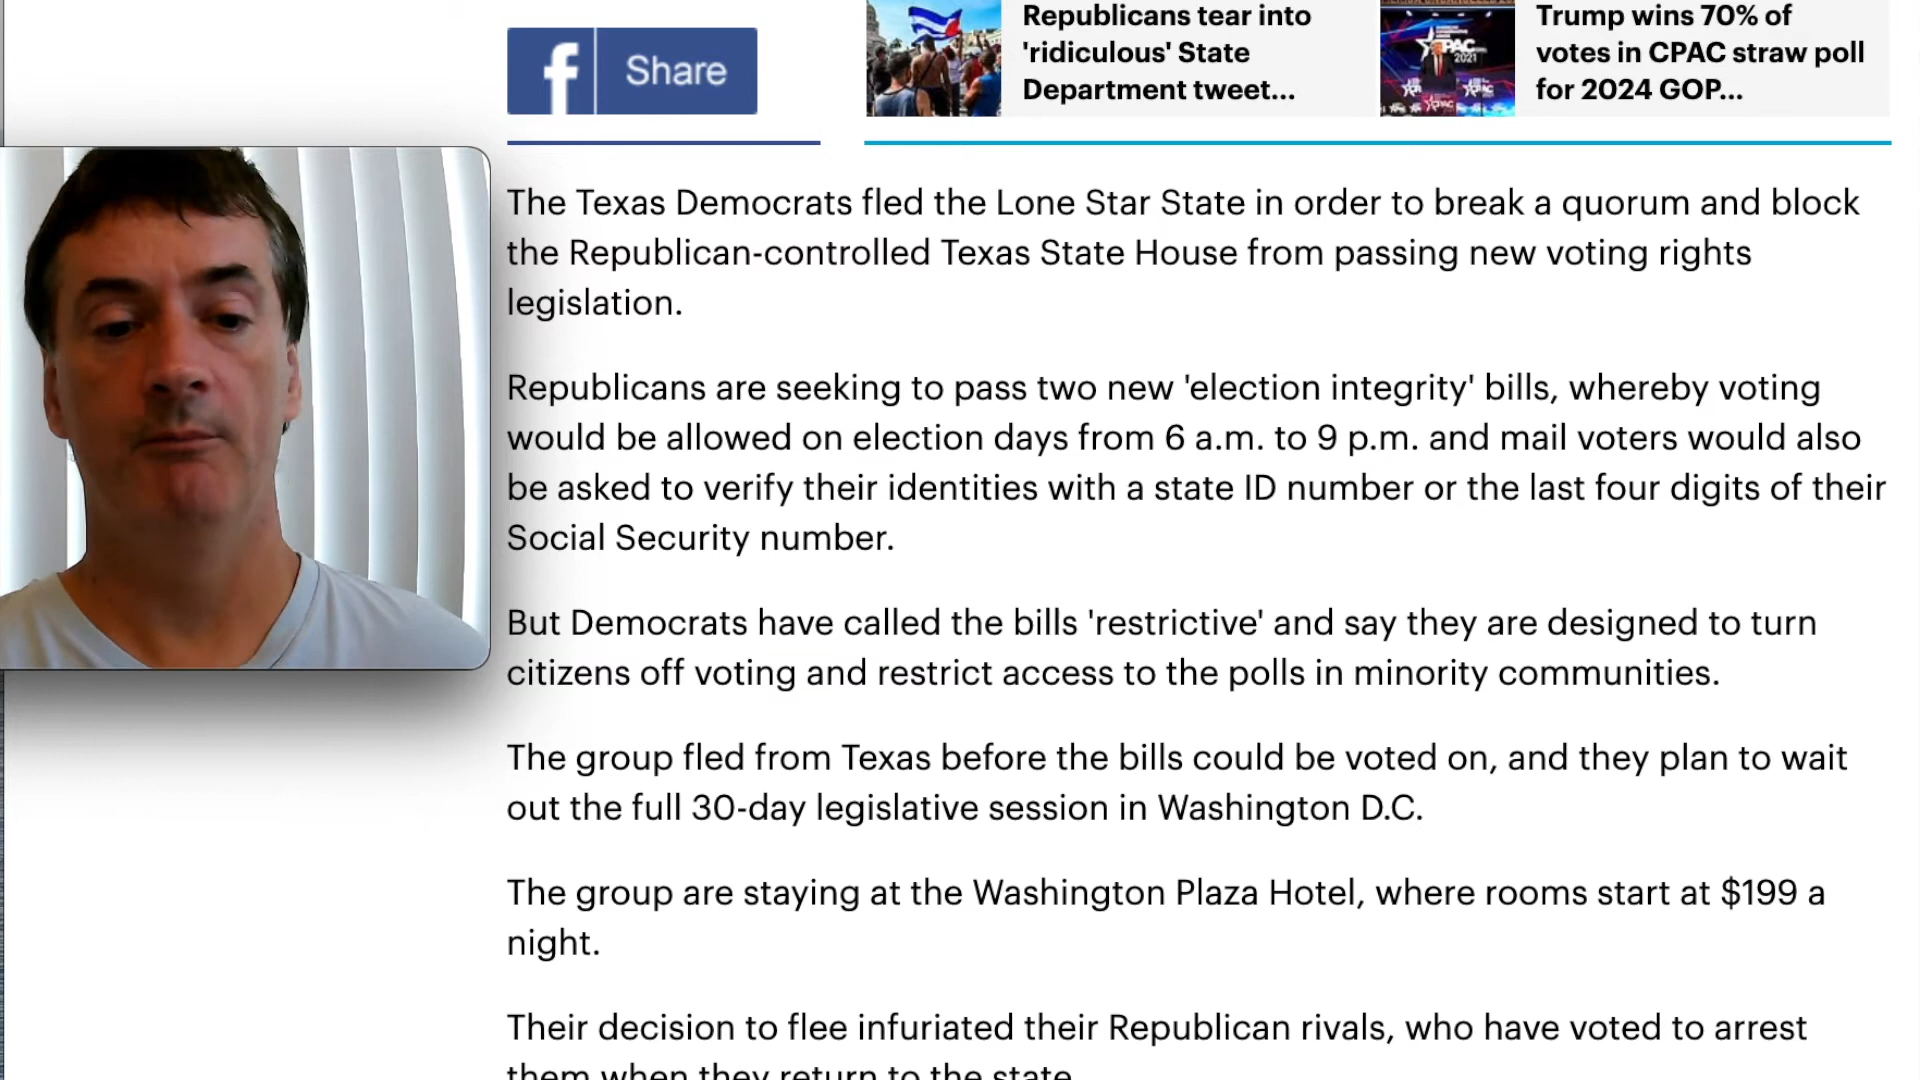 f Share
Republicans tear into
'ridiculous' State
Department tweet...
CPAC
2021
CPAC
Trump wins 70% of
votes in CPAC straw poll
for 2024 GOP...
The Texas Democrats fled the Lone Star State in order to break a quorum and block
the Republican-controlled Texas State House from passing new voting rights
legislation.
Republicans are seeking to pass two new 'election integrity' bills, whereby voting
would be allowed on election days from 6 a.m. to 9 p.m. and mail voters would also
be asked to verify their identities with a state ID number or the last four digits of their
Social Security number.
But Democrats have called the bills 'restrictive' and say they are designed to turn
citizens off voting and restrict access to the polls in minority communities.
The group fled from Texas before the bills could be voted on, and they plan to wait
out the full 30-day legislative session in Washington D.C.
The group are staying at the Washington Plaza Hotel, where rooms start at $199 a
night.
Their decision to flee infuriated their Republican rivals, who have voted to arrest
them when they return to the state.